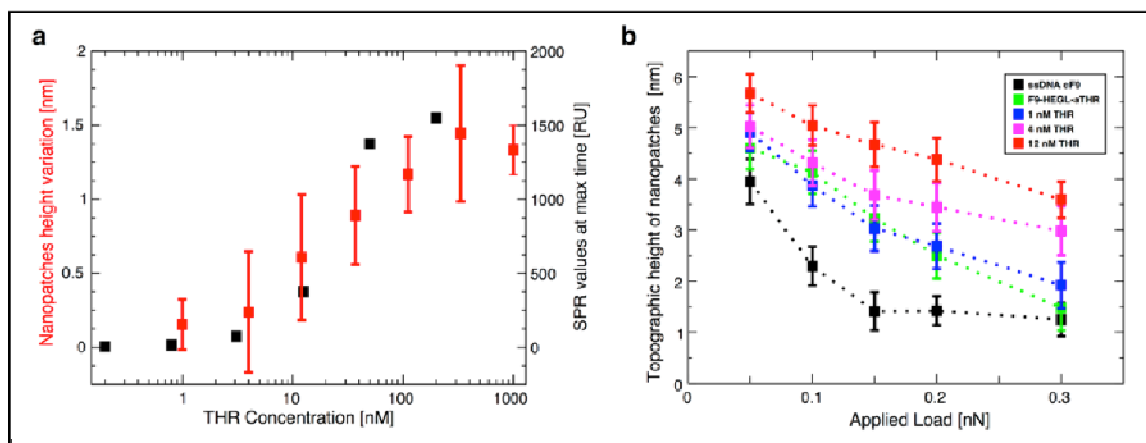 a
2
1.5
1
0.5
0
Nanopatches height variation [nm]
2000
1500
1000
500
0
SPR values at max time [RU]
1
10
100
1000
THR Concentration [nM]
b
6
5
4
3
2
1
0
Topographic height of nanopatches [nm]
ssDNA cF9
F9-HEGL-aTHR
1 nM THR
4 nM THR
12 nM THR
0
0.1
0.2
0.3
Applied Load [nN]